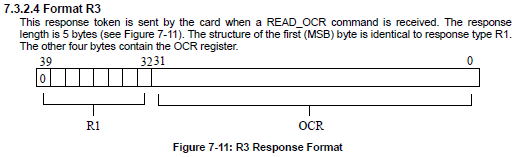 7.3.2.4 Format R3
This response token is sent by the card when a READ_OCR command is received. The response
length is 5 bytes (see Figure 7-11). The structure of the first (MSB) byte is identical to response type R1.
The other four bytes contain the OCR register.
39 3231 0
0
R1 OCR
Figure 7-11: R3 Response Format